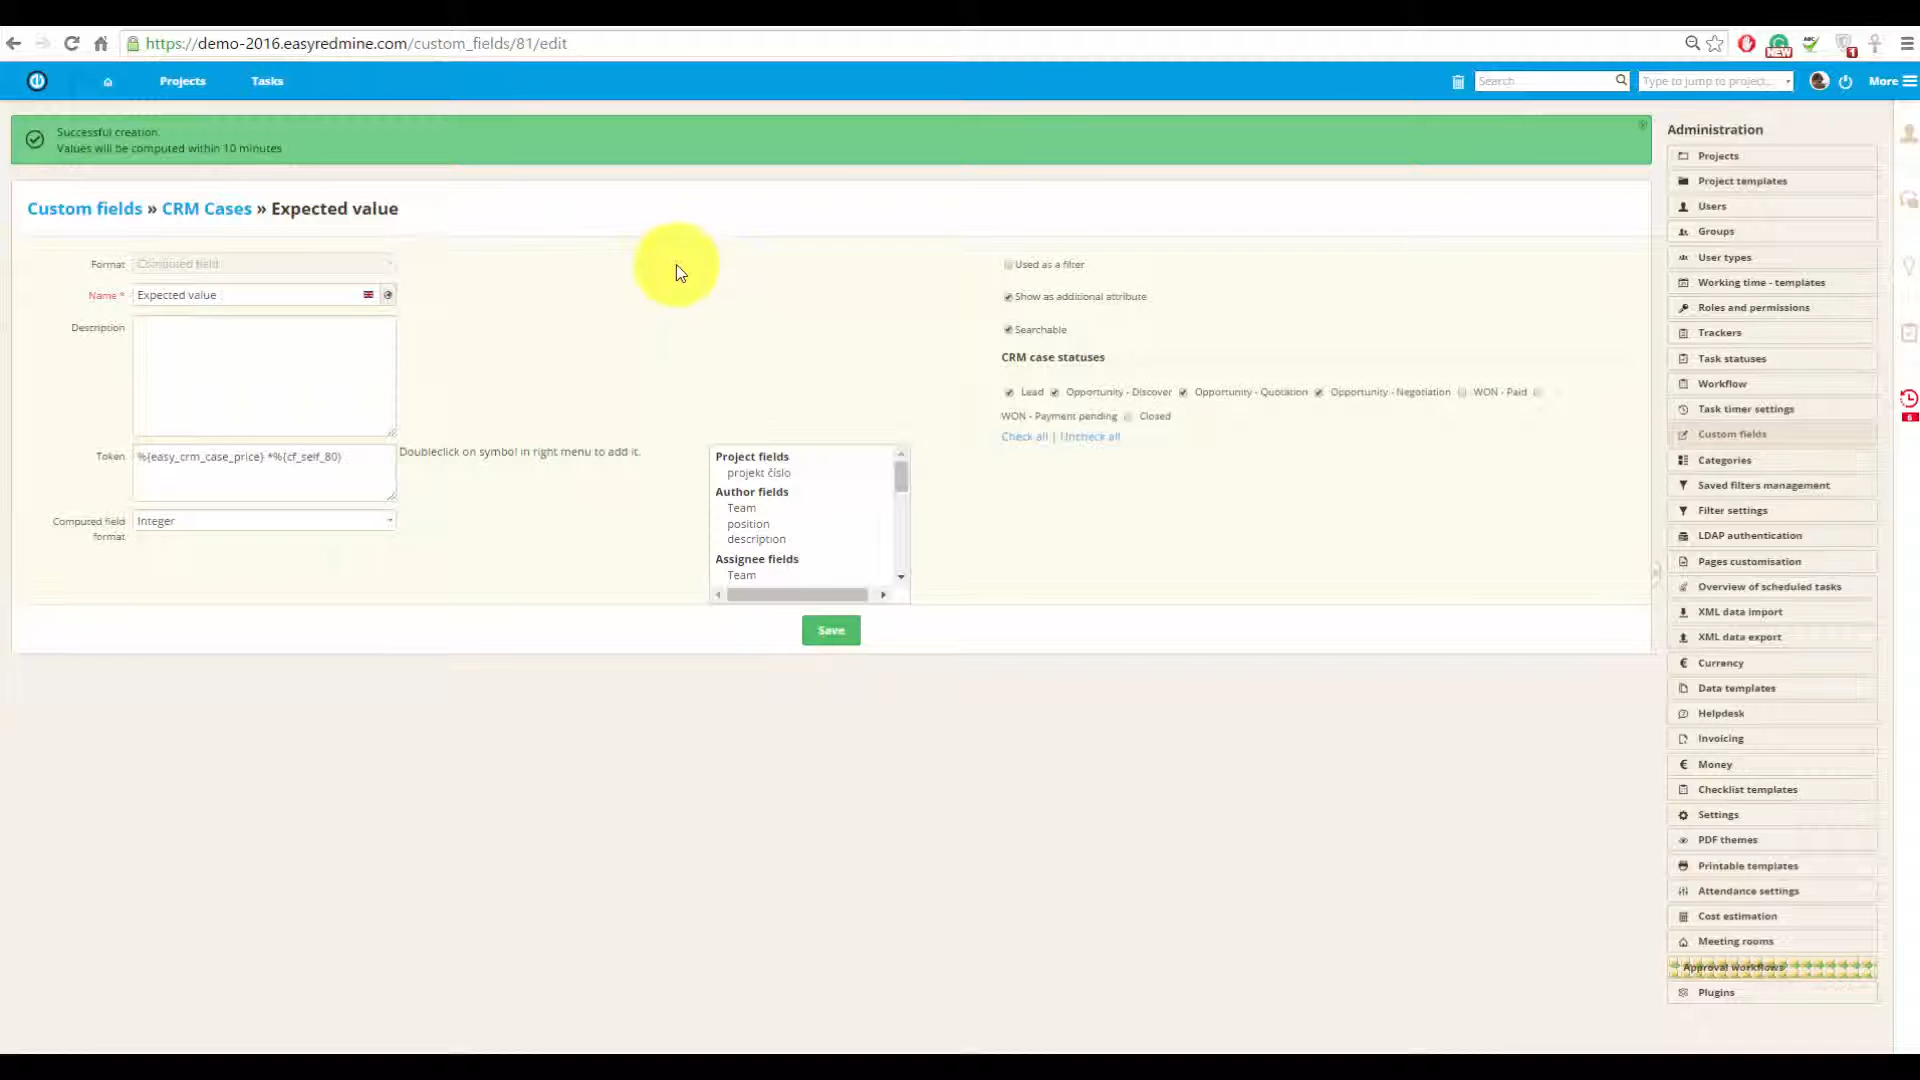 https://demo-2016.easyredmine.com/custom_fields/81/edit
NEW
ABC
1
Projects
Tasks
Search
Type to jump to project...
More
Successful creation.
Values will be computed within 10 minutes
Custom fields » CRM Cases » Expected value
Format
Computed field
Name *
Expected value
Description
Token
%{easy_crm_case_price} *%{cf_self_80}
Doubleclick on symbol in right menu to add it.
Computed field format
Integer
Project fields
projekt číslo
Author fields
Team
position
description
Assignee fields
Team
Used as a filter
Show as additional attribute
Searchable
CRM case statuses
Lead Opportunity - Discover Opportunity - Quotation Opportunity - Negotiation WON - Paid
WON - Payment pending Closed
Check all | Uncheck all
Save
Administration
Projects
Project templates
Users
Groups
User types
Working time - templates
Roles and permissions
Trackers
Task statuses
Workflow
Task timer settings
Custom fields
Categories
Saved filters management
Filter settings
LDAP authentication
Pages customisation
Overview of scheduled tasks
XML data import
XML data export
Currency
Data templates
Helpdesk
Invoicing
Money
Checklist templates
Settings
PDF themes
Printable templates
Attendance settings
Cost estimation
Meeting rooms
Approval workflows
Plugins
6